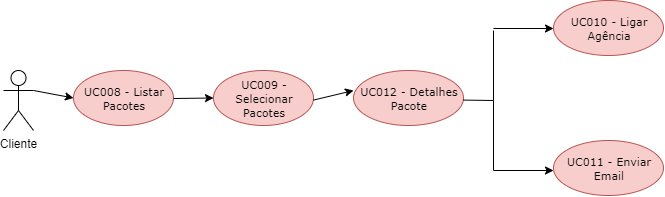 Cliente
UC008 - Listar
Pacotes
UC009 -
Selecionar
Pacotes
UC012 - Detalhes
Pacote
UC010 - Ligar
Agência
UC011 - Enviar
Email